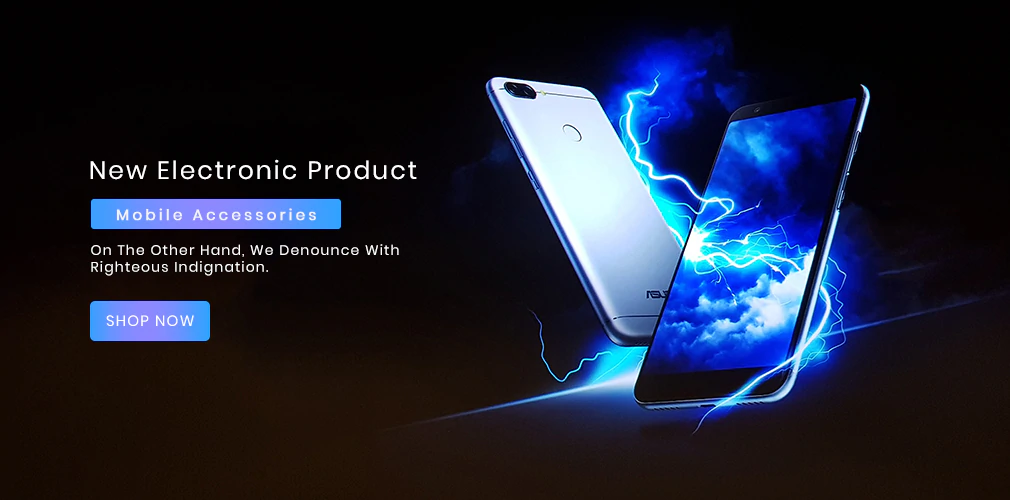 New Electronic Product
Mobile Accessories
On The Other Hand, We Denounce With
Righteous Indignation.
SHOP NOW